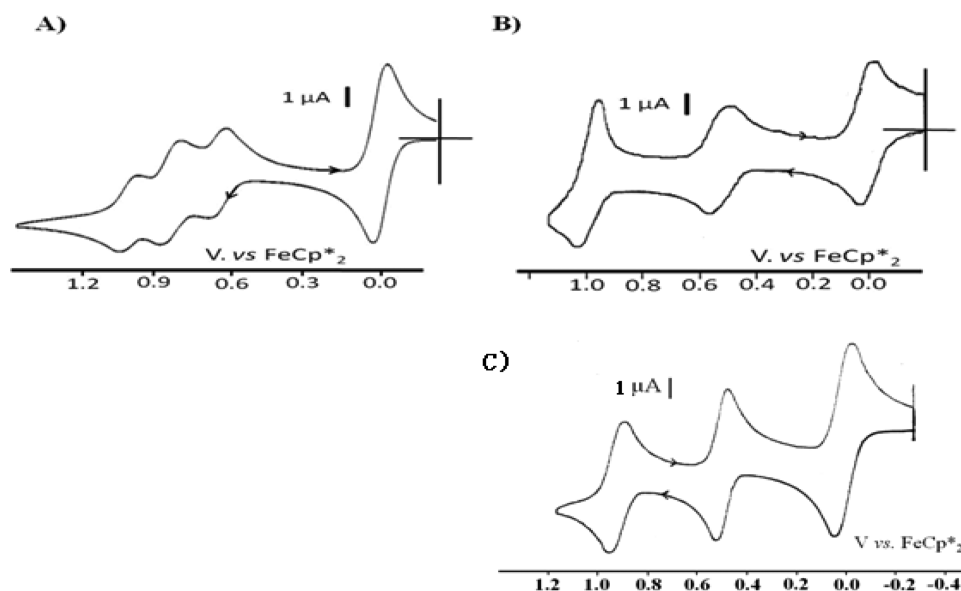 A)
1 μA
V. vs FeCp*2
1.2 0.9 0.6 0.3 0.0
B)
1 μA
V. vs FeCp*2
1.0 0.8 0.6 0.4 0.2 0.0
C)
1 μA
V vs. FeCp*2
1.2 1.0 0.8 0.6 0.4 0.2 0.0 -0.2 -0.4